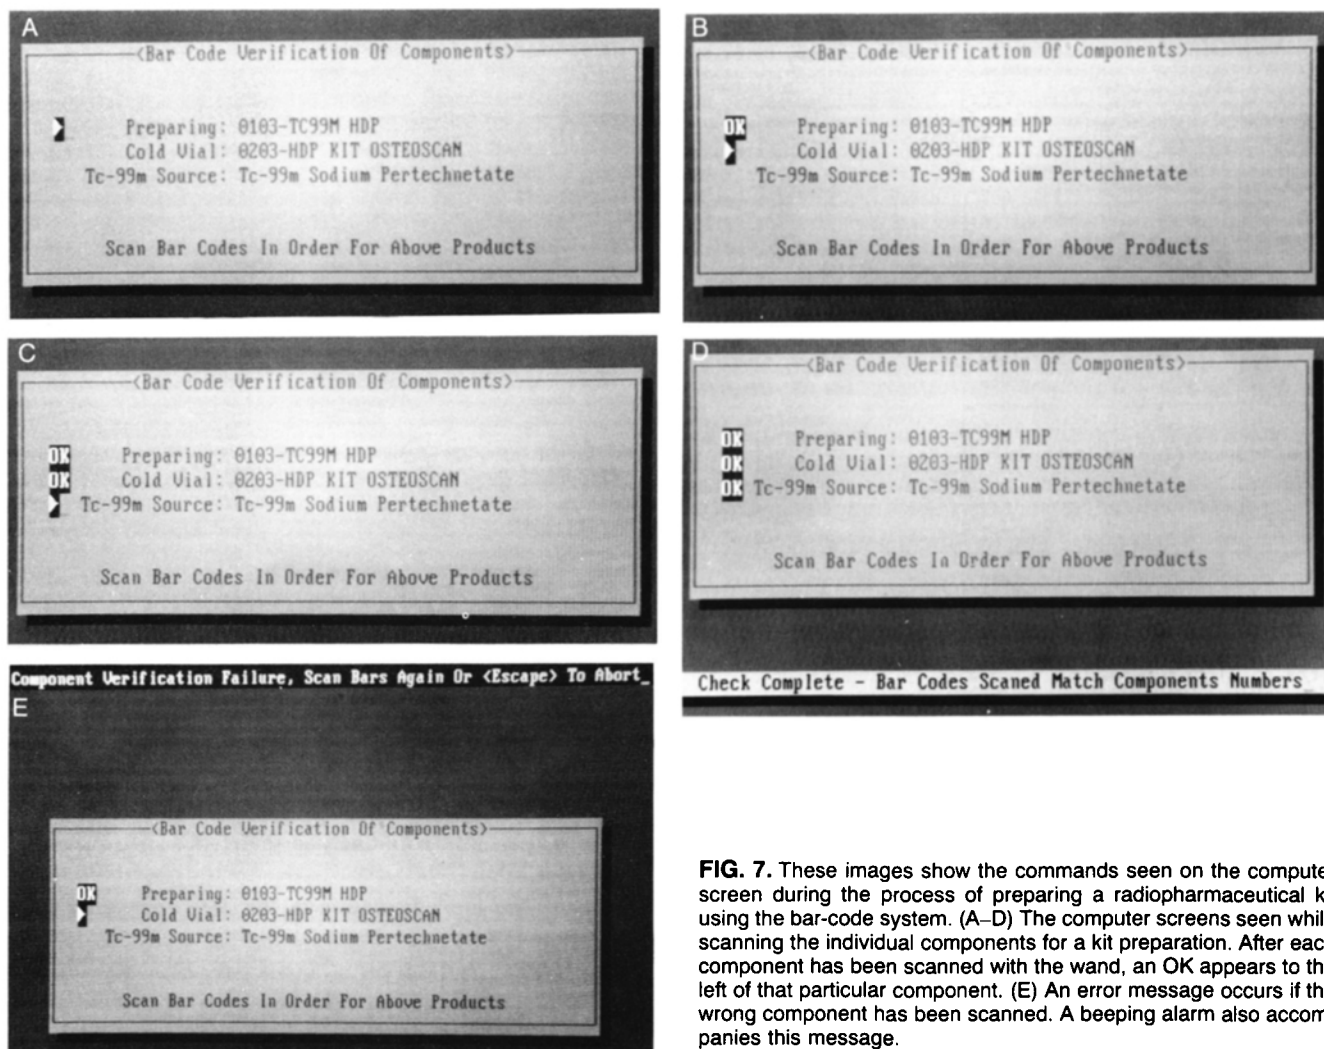 A
<Bar Code Verification Of Components>
Preparing: 0103-TC99M HDP
Cold Vial: 0203-HDP KIT OSTEOSCAN
Tc-99m Source: Tc-99m Sodium Pertechnetate
Scan Bar Codes In Order For Above Products
B
<Bar Code Verification Of Components>
OK Preparing: 0103-TC99M HDP
Cold Vial: 0203-HDP KIT OSTEOSCAN
Tc-99m Source: Tc-99m Sodium Pertechnetate
Scan Bar Codes In Order For Above Products
C
<Bar Code Verification Of Components>
OK Preparing: 0103-TC99M HDP
OK Cold Vial: 0203-HDP KIT OSTEOSCAN
Tc-99m Source: Tc-99m Sodium Pertechnetate
Scan Bar Codes In Order For Above Products
D
<Bar Code Verification Of Components>
OK Preparing: 0103-TC99M HDP
OK Cold Vial: 0203-HDP KIT OSTEOSCAN
OK Tc-99m Source: Tc-99m Sodium Pertechnetate
Scan Bar Codes In Order For Above Products
Check Complete - Bar Codes Scaned Match Components Numbers_
Component Verification Failure, Scan Bars Again Or <Escape> To Abort_
E
<Bar Code Verification Of Components>
OK Preparing: 0103-TC99M HDP
Cold Vial: 0203-HDP KIT OSTEOSCAN
Tc-99m Source: Tc-99m Sodium Pertechnetate
Scan Bar Codes In Order For Above Products
FIG. 7. These images show the commands seen on the compute
screen during the process of preparing a radiopharmaceutical k
using the bar-code system. (A–D) The computer screens seen whil
scanning the individual components for a kit preparation. After eac
component has been scanned with the wand, an OK appears to th
left of that particular component. (E) An error message occurs if th
wrong component has been scanned. A beeping alarm also accom-
panies this message.